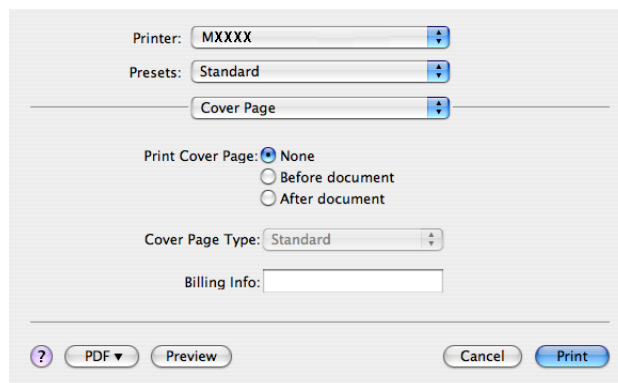 Printer: MXXXX
Presets: Standard
Cover Page
Print Cover Page: None
Before document
After document
Cover Page Type: Standard
Billing Info:
? PDF ▼ Preview Cancel Print